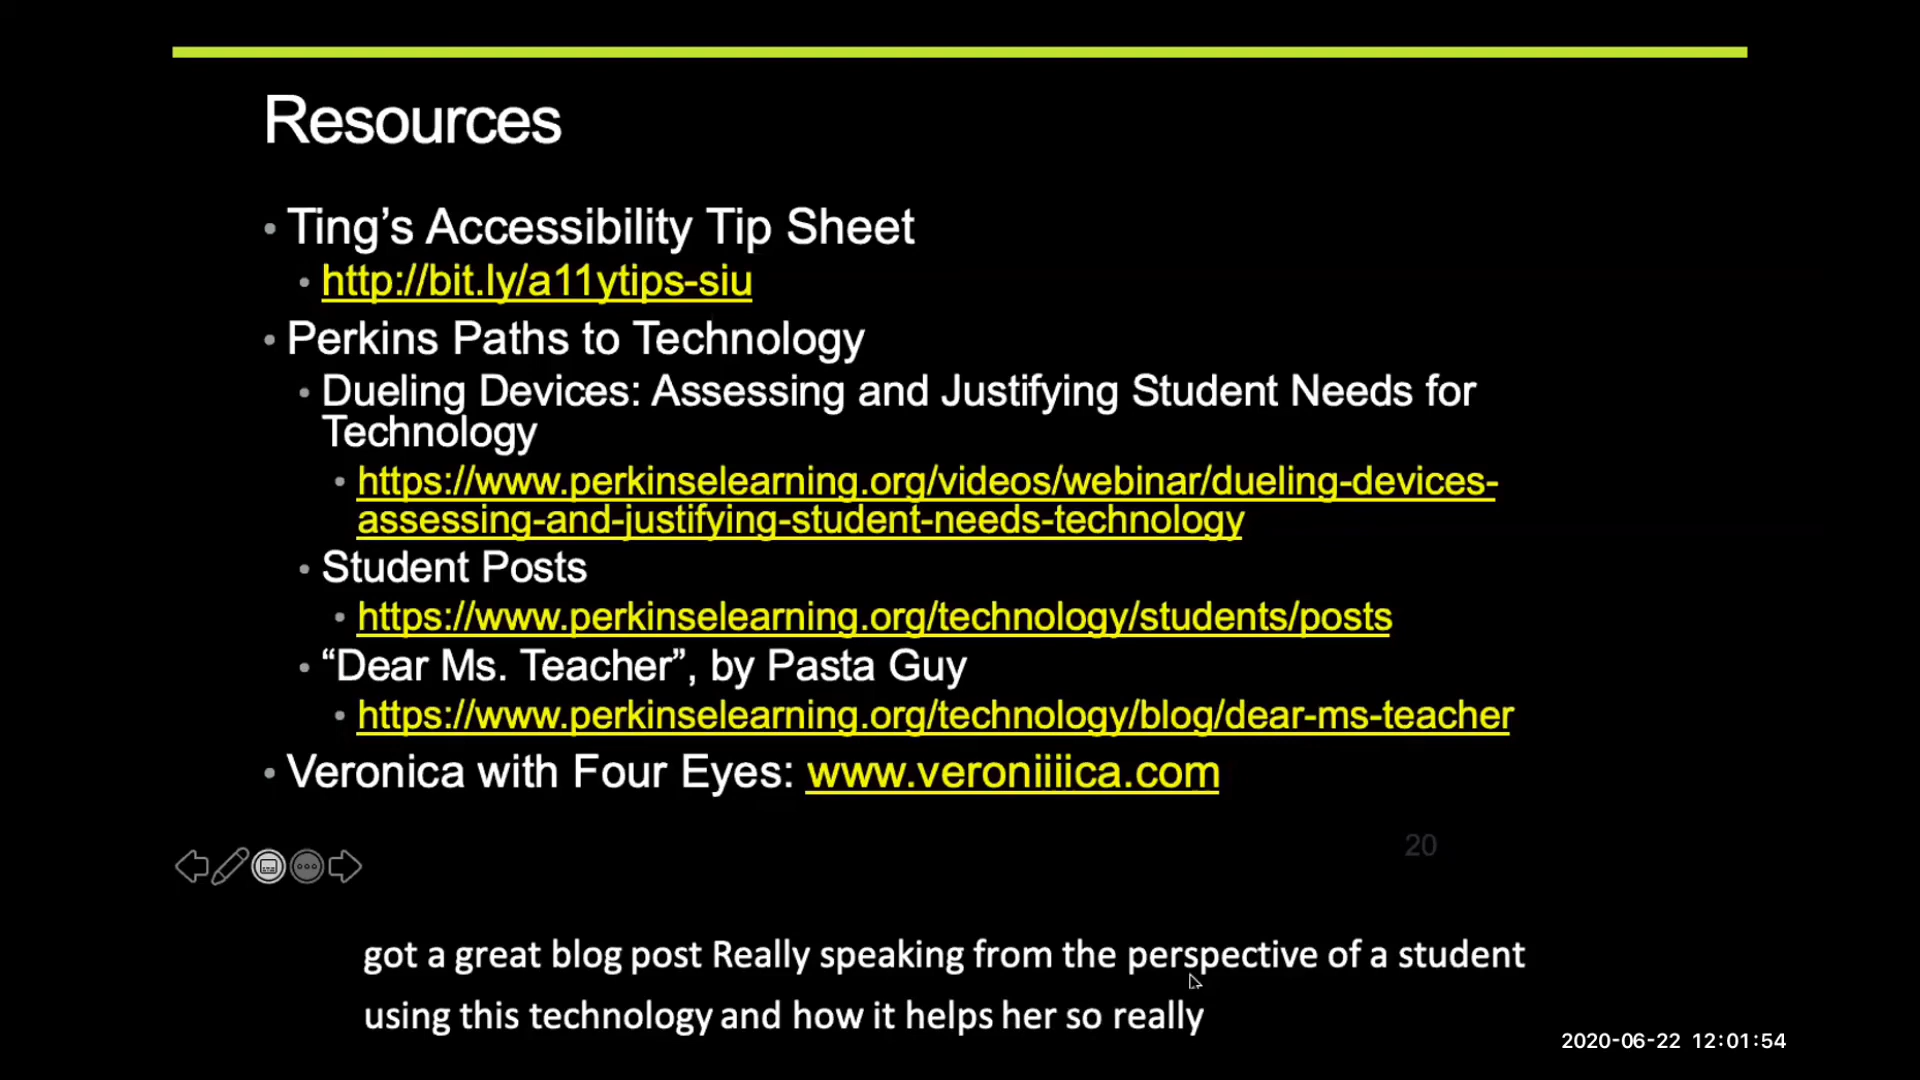 Resources
• Ting’s Accessibility Tip Sheet
• http://bit.ly/a11ytips-siu
• Perkins Paths to Technology
• Dueling Devices: Assessing and Justifying Student Needs for
Technology
• https://www.perkinselearning.org/videos/webinar/dueling-devices-
assessing-and-justifying-student-needs-technology
• Student Posts
• https://www.perkinselearning.org/technology/students/posts
• “Dear Ms. Teacher”, by Pasta Guy
• https://www.perkinselearning.org/technology/blog/dear-ms-teacher
• Veronica with Four Eyes: www.veroniiiica.com
20
got a great blog post Really speaking from the perspective of a student
using this technology and how it helps her so really
2020-06-22 12:01:54